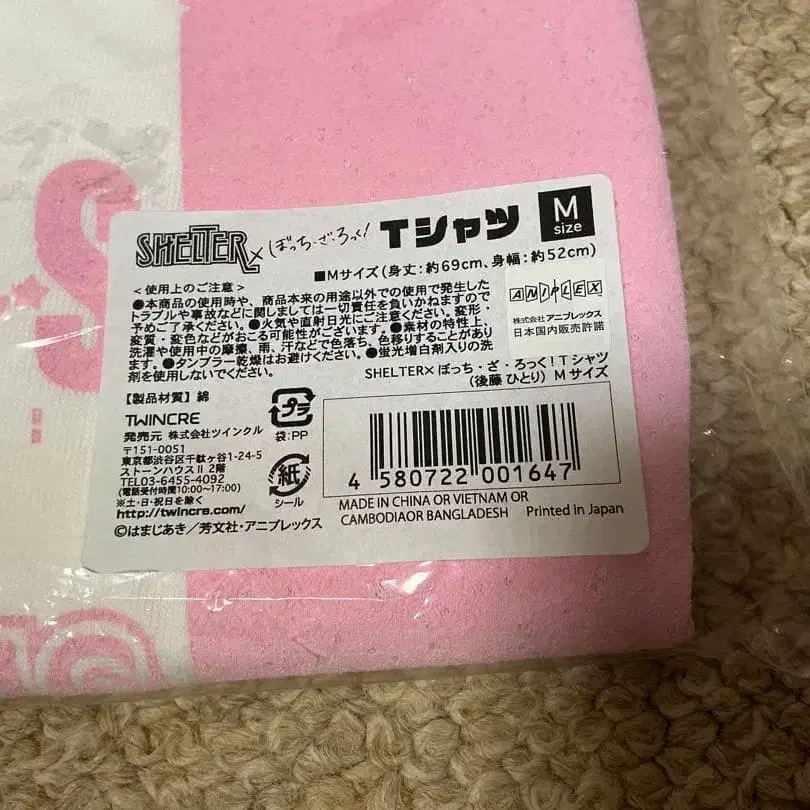 SHELTER× ぼっち・ざ・ろっく! Tシャツ M size
■Mサイズ(身丈:約69cm、身幅:約52cm)
<使用上のご注意>
●本商品の使用時や、商品本来の用途以外での使用で発生した
トラブルや事故などに関しましては一切責任を負いかねますので
予めご了承ください。●火気や直射日光にご注意ください。変形・
変質・変色などがおこる可能性がございます。●素材の特性上、
洗濯や使用中の摩擦、雨、汗などで色落ち、色移りすることがあり
ます。●タンブラー乾燥はお避けください。●蛍光増白剤入りの洗
剤を使用しないでください。
ANIPLEX
株式会社アニプレックス
日本国内販売許諾
SHELTER× ぼっち・ざ・ろっく!Tシャツ
(後藤 ひとり) Mサイズ
【製品材質】綿
TWINCRE
発売元 株式会社ツインクル
〒151-0051
東京都渋谷区千駄ヶ谷1-24-5
ストーンハウスⅡ 2階
TEL03-6455-4092
(電話受付10:00〜17:00)
※土・日・祝日を除く
http://twincre.com/
©はまじあき/芳文社・アニプレックス
プラ
袋:PP
紙
シール
4 580722 001647
MADE IN CHINA OR VIETNAM OR
CAMBODIAOR BANGLADESH Printed in Japan
S